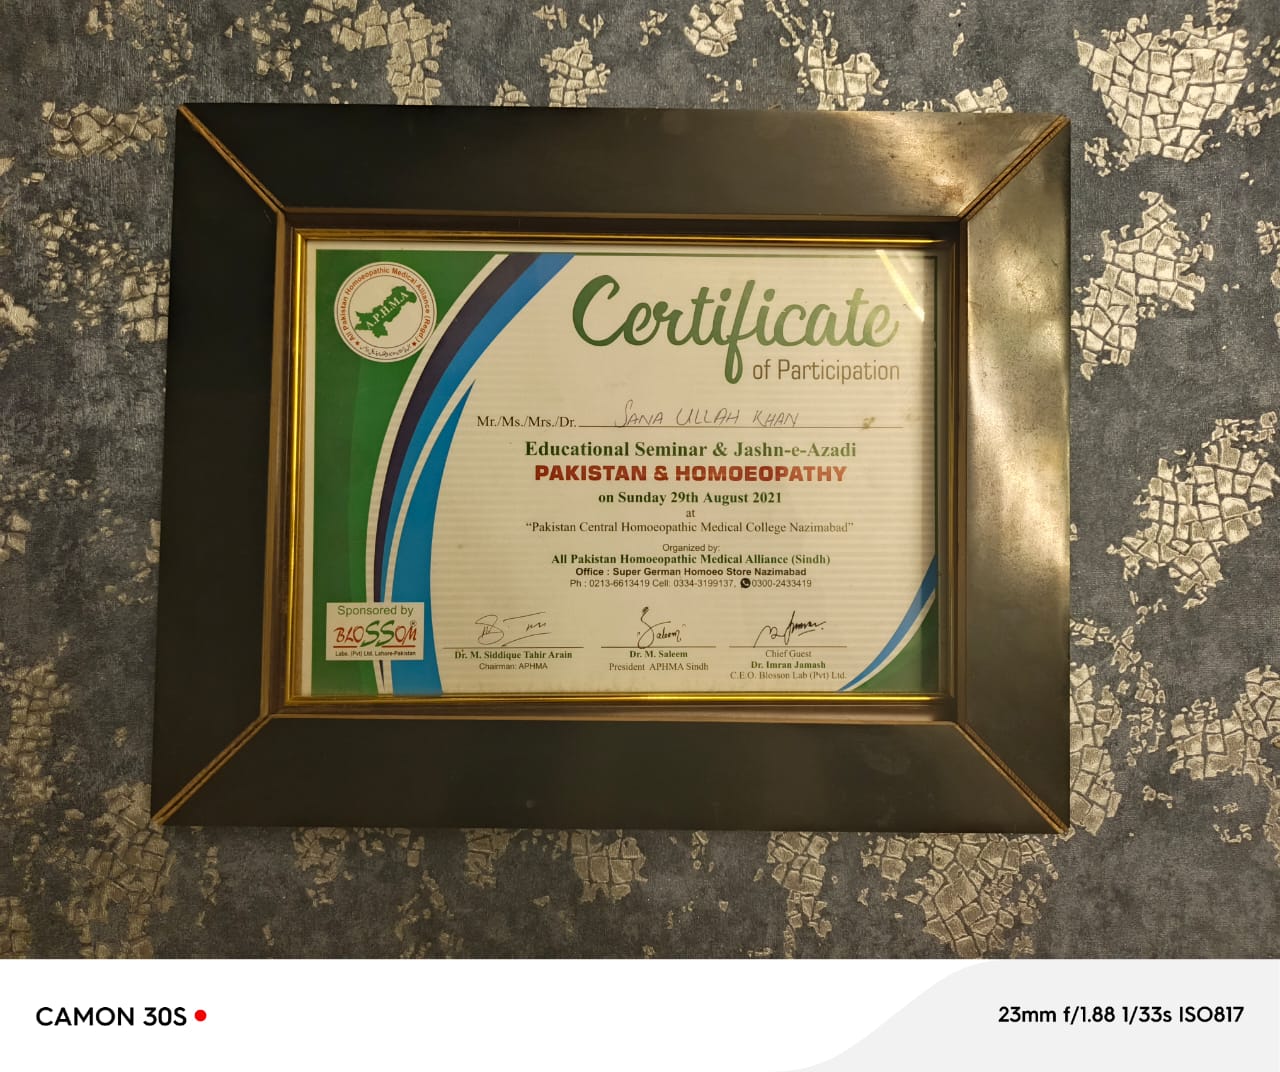 All Pakistan Homoeopathic Medical Alliance (Regd.)
A.P.H.M.A
Certificate
of Participation
Mr./Ms./Mrs./Dr. SANA ULLAH KHAN
Educational Seminar & Jashn-e-Azadi
PAKISTAN & HOMOEOPATHY
on Sunday 29th August 2021
at
“Pakistan Central Homoeopathic Medical College Nazimabad”
Organized by:
All Pakistan Homoeopathic Medical Alliance (Sindh)
Office : Super German Homoeo Store Nazimabad
Ph : 0213-6613419 Cell: 0334-3199137, 0300-2433419
Sponsored by
BLOSSOM
Labs. (Pvt) Ltd. Lahore-Pakistan
Dr. M. Siddique Tahir Arain
Chairman: APHMA
Saleem
Dr. M. Saleem
President APHMA Sindh
Chief Guest
Dr. Imran Jamash
C.E.O. Blosson Lab (Pvt) Ltd.
CAMON 30S
23mm f/1.88 1/33s ISO817